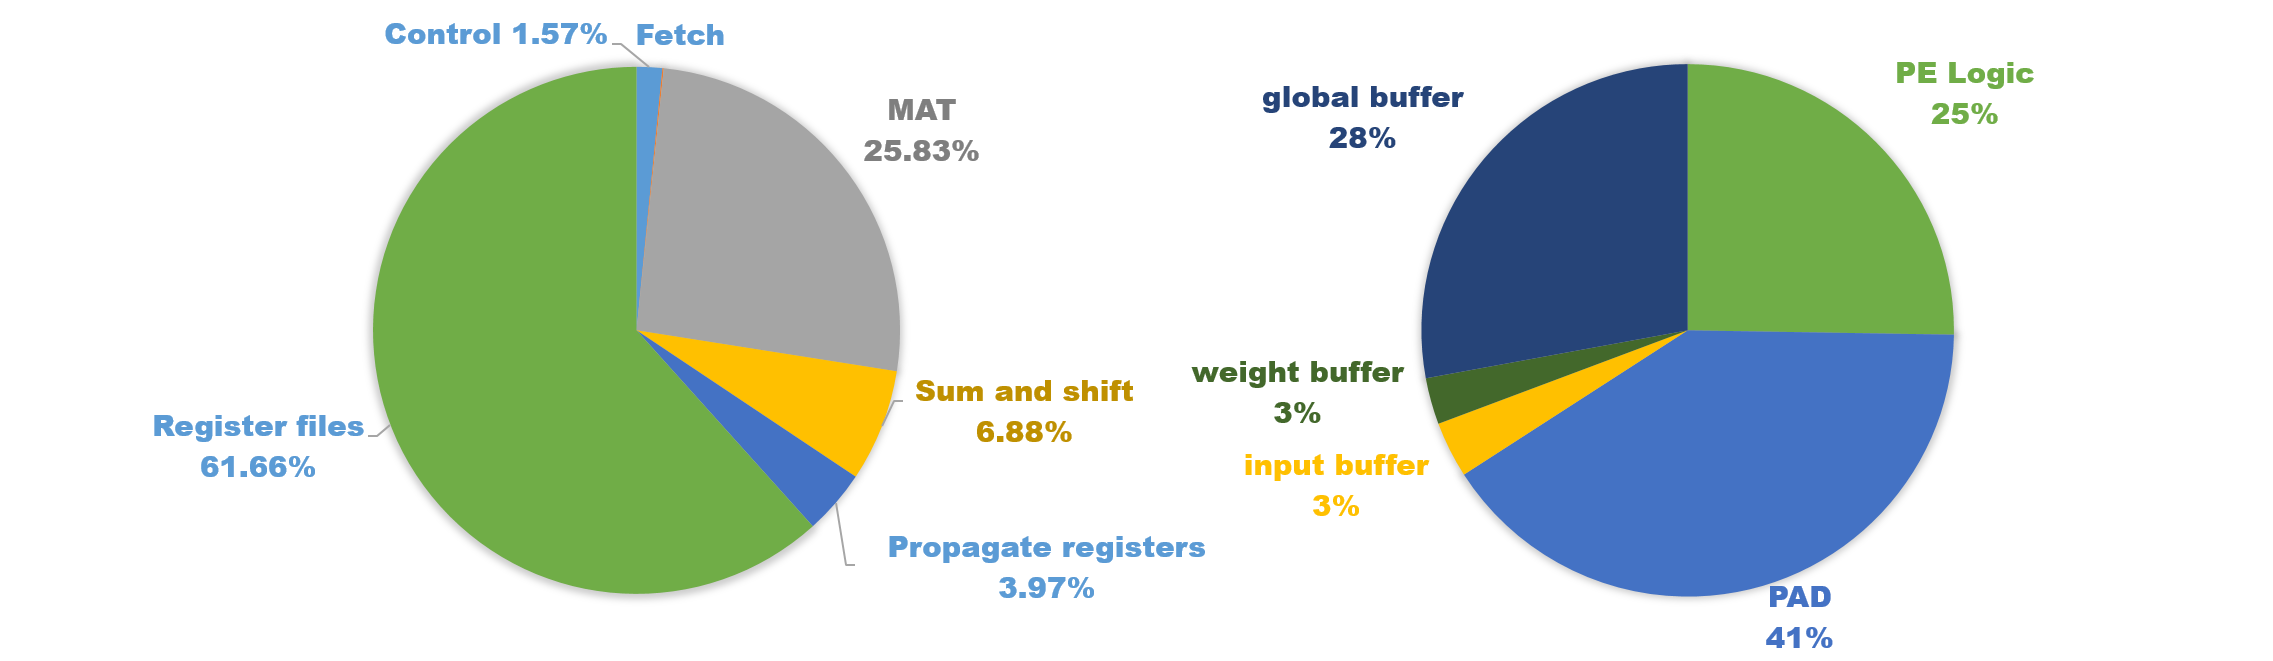 Control 1.57%
Fetch
MAT
25.83%
Sum and shift
6.88%
Propagate registers
3.97%
Register files
61.66%
global buffer
28%
PE Logic
25%
weight buffer
3%
input buffer
3%
PAD
41%